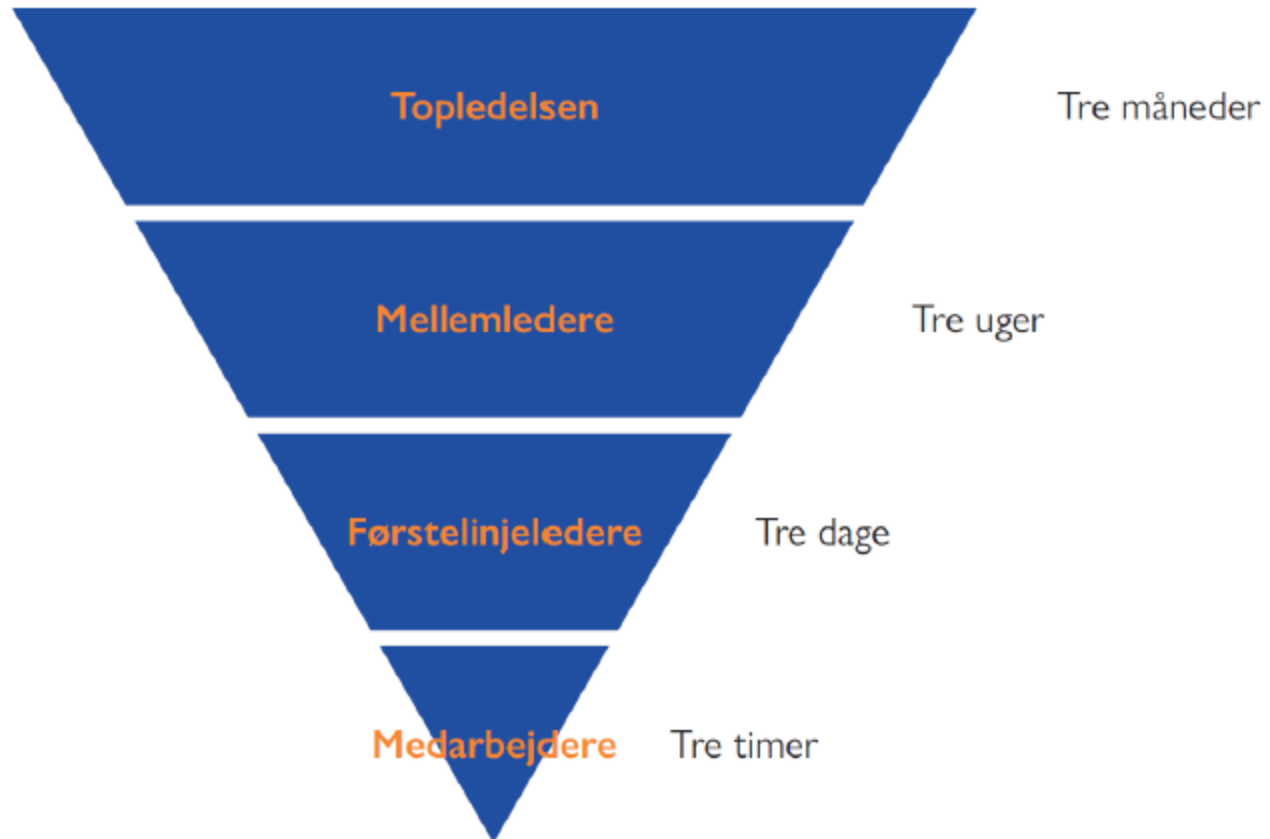 Topledelsen Tre måneder
Mellemledere Tre uger
Førstelinjeledere Tre dage
Medarbejdere Tre timer